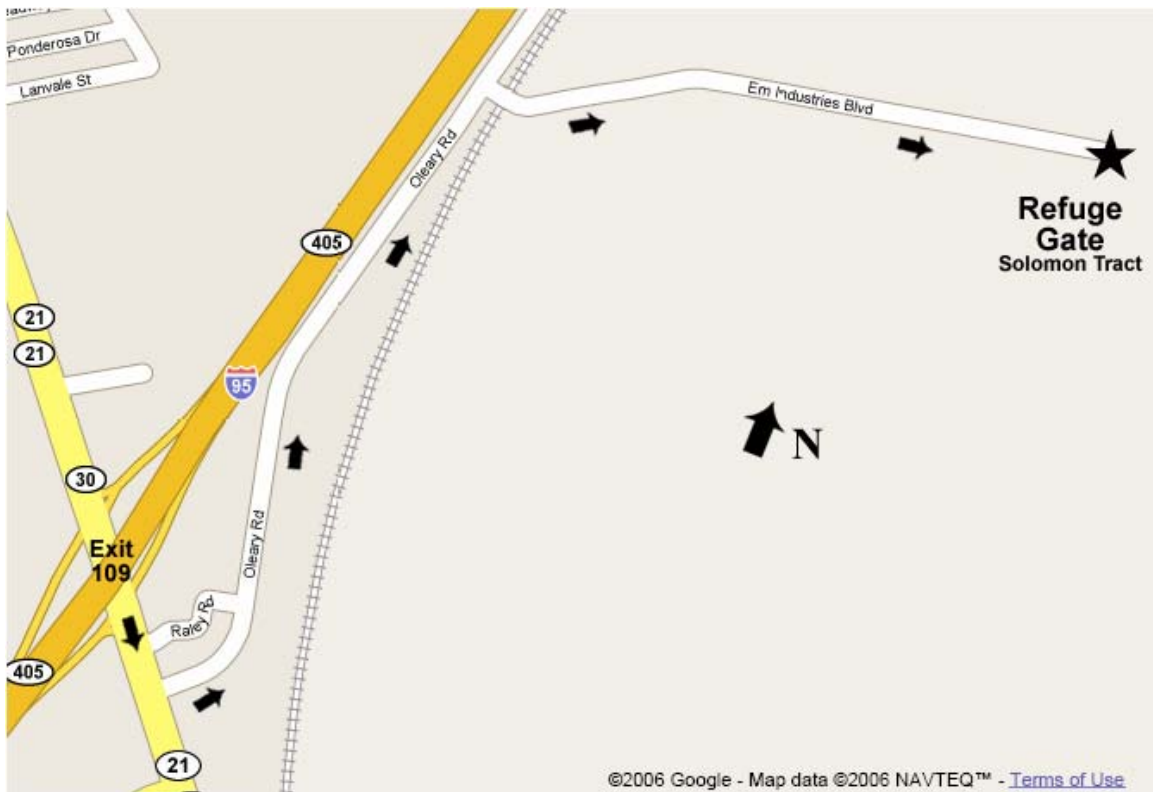 Ponderosa Dr
Lanvale St
Em Industries Blvd
Oleary Rd
Refuge
Gate
Solomon Tract
405
21
21
95
N
30
Oleary Rd
Exit
109
Raley Rd
405
21
©2006 Google - Map data ©2006 NAVTEQ™ - Terms of Use